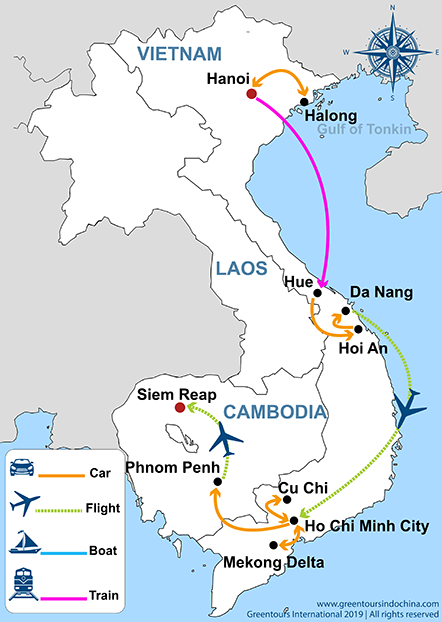 N
W
E
S
VIETNAM
Hanoi
Halong
Gulf of Tonkin
LAOS
Hue
Da Nang
Hoi An
Siem Reap
CAMBODIA
Phnom Penh
Cu Chi
Ho Chi Minh City
Mekong Delta
Car
Flight
Boat
Train
www.greentoursindochina.com
Greentours International 2019 | All rights reserved